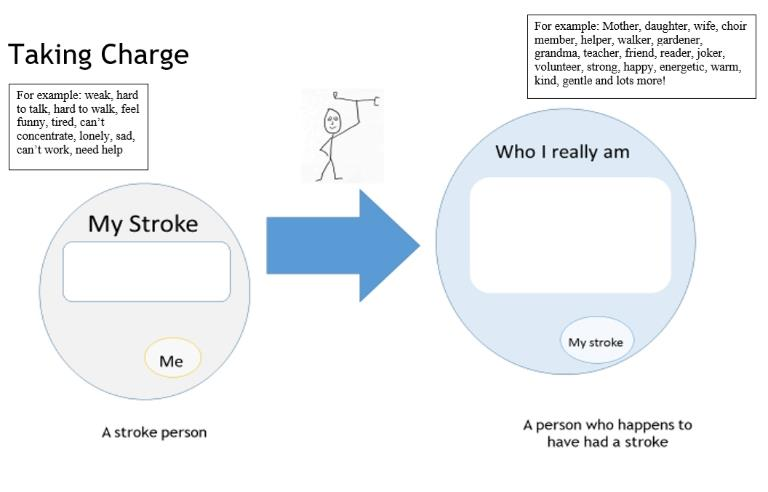 Taking Charge
For example: weak, hard
to talk, hard to walk, feel
funny, tired, can't
concentrate, lonely, sad,
can't work, need help
My Stroke
Me
A stroke person
For example: Mother, daughter, wife, choir
member, helper, walker, gardener,
grandma, teacher, friend, reader, joker,
volunteer, strong, happy, energetic, warm,
kind, gentle and lots more!
Who I really am
My stroke
A person who happens to
have had a stroke